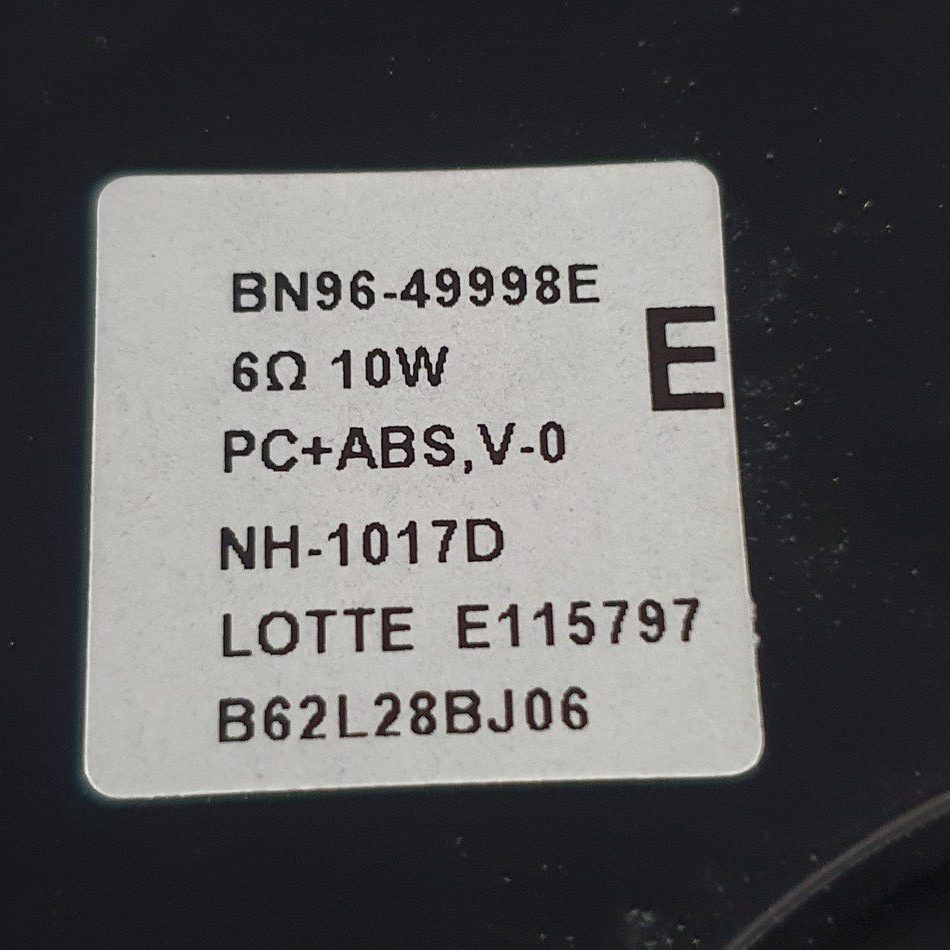 BN96-49998E
E
6Ω 10W
PC+ABS,V-0
NH-1017D
LOTTE E115797
B62L28BJ06